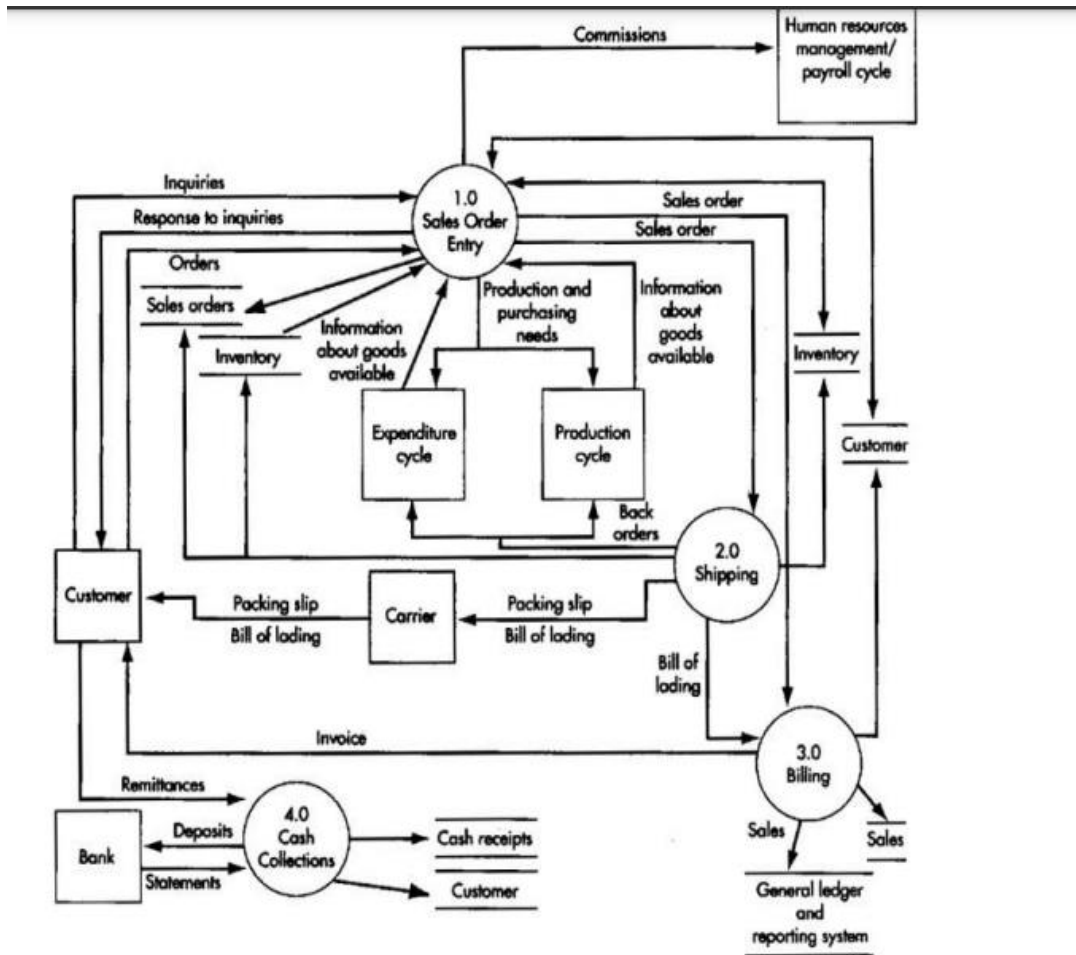 Commissions
Human resources
management/
payroll cycle
Inquiries
1.0
Sales Order
Entry
Sales order
Response to inquiries
Sales order
Orders
Sales orders
Production and
purchasing
needs
Information
about
goods
available
Information
about goods
available
Inventory
Inventory
Expenditure
cycle
Production
cycle
Customer
Back
orders
2.0
Shipping
Customer
Carrier
Packing slip
Bill of lading
Packing slip
Bill of lading
Bill of
lading
Invoice
3.0
Billing
Remittances
4.0
Cash
Collections
Deposits
Bank
Statements
Cash receipts
Customer
Sales
Sales
General ledger
and
reporting system